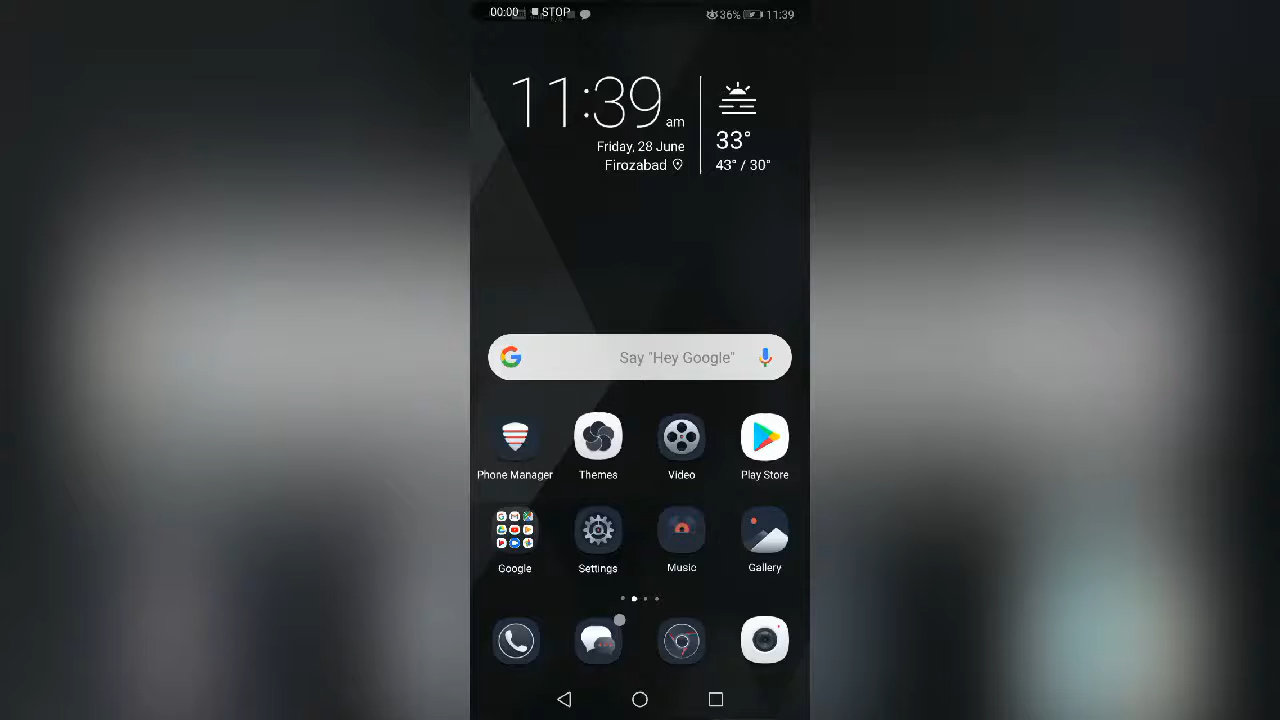 00:00 STOP
36% 11:39
11:39 am
Friday, 28 June
Firozabad
33°
43° / 30°
Say "Hey Google"
Phone Manager
Themes
Video
Play Store
Google
Settings
Music
Gallery